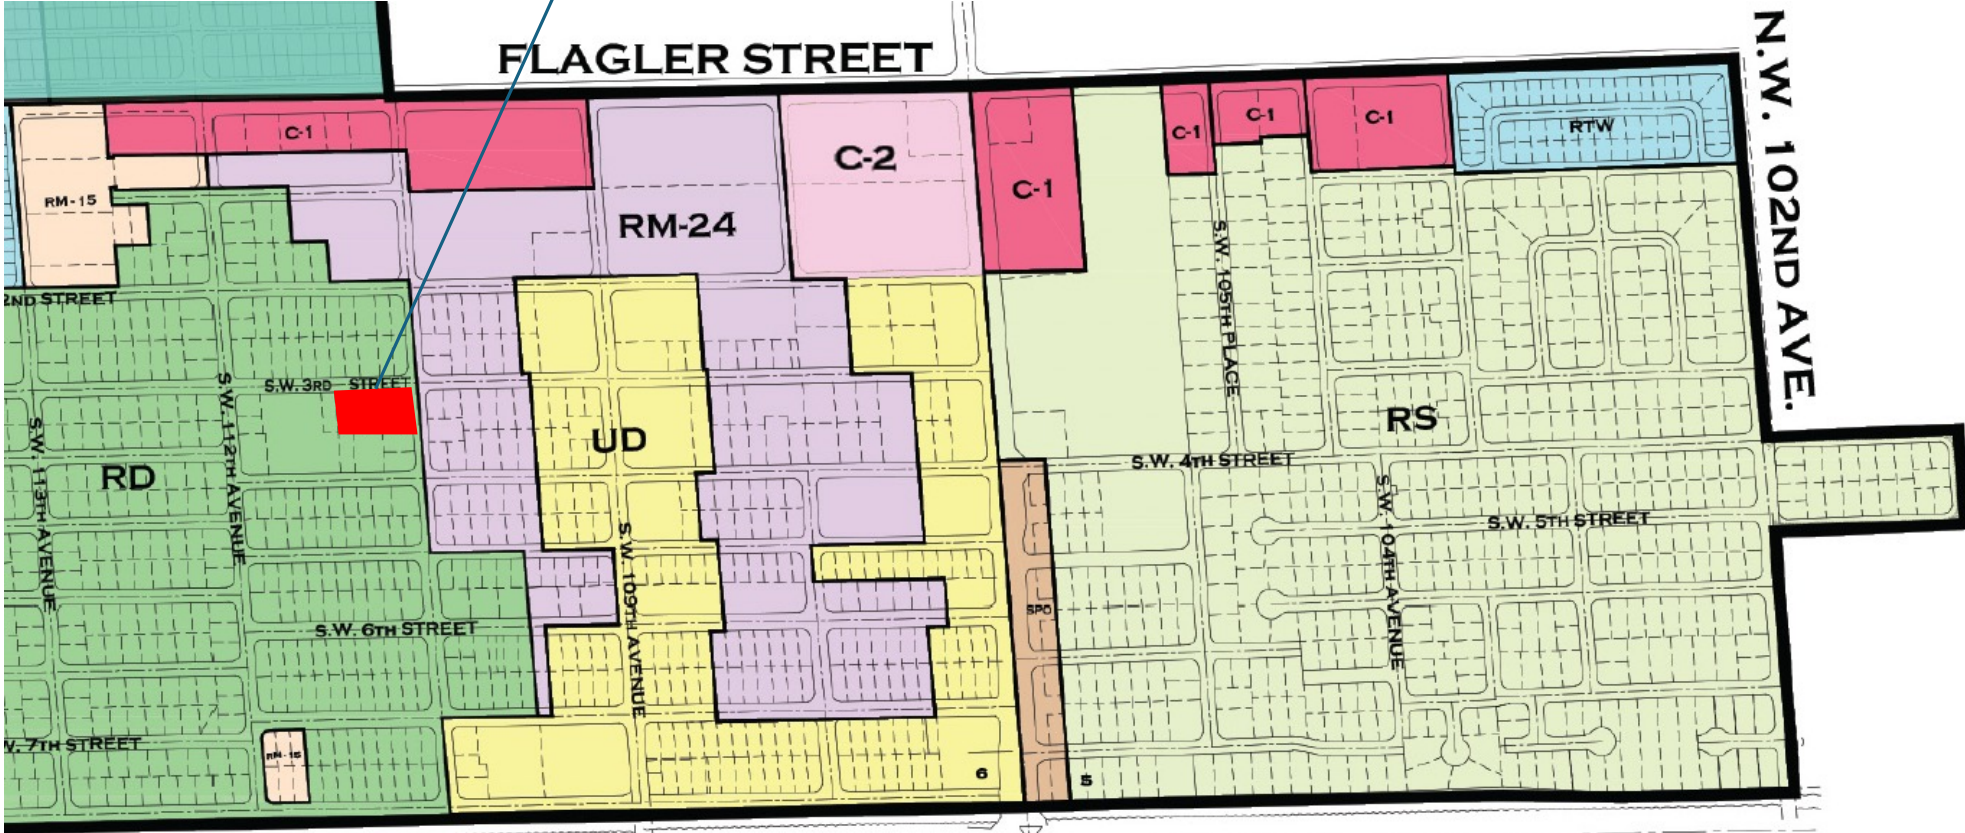 FLAGLER STREET
N.W. 102ND AVE.
C-1
C-2
C-1
C-1
C-1
C-1
RTW
RM-15
RM-24
S.W. 105TH PLACE
2ND STREET
S.W. 3RD STREET
S.W. 112TH AVENUE
S.W. 113TH AVENUE
RD
UD
RS
S.W. 4TH STREET
S.W. 104TH AVENUE
S.W. 5TH STREET
S.W. 109TH AVENUE
SPO
S.W. 6TH STREET
W. 7TH STREET
RM-15
6
5